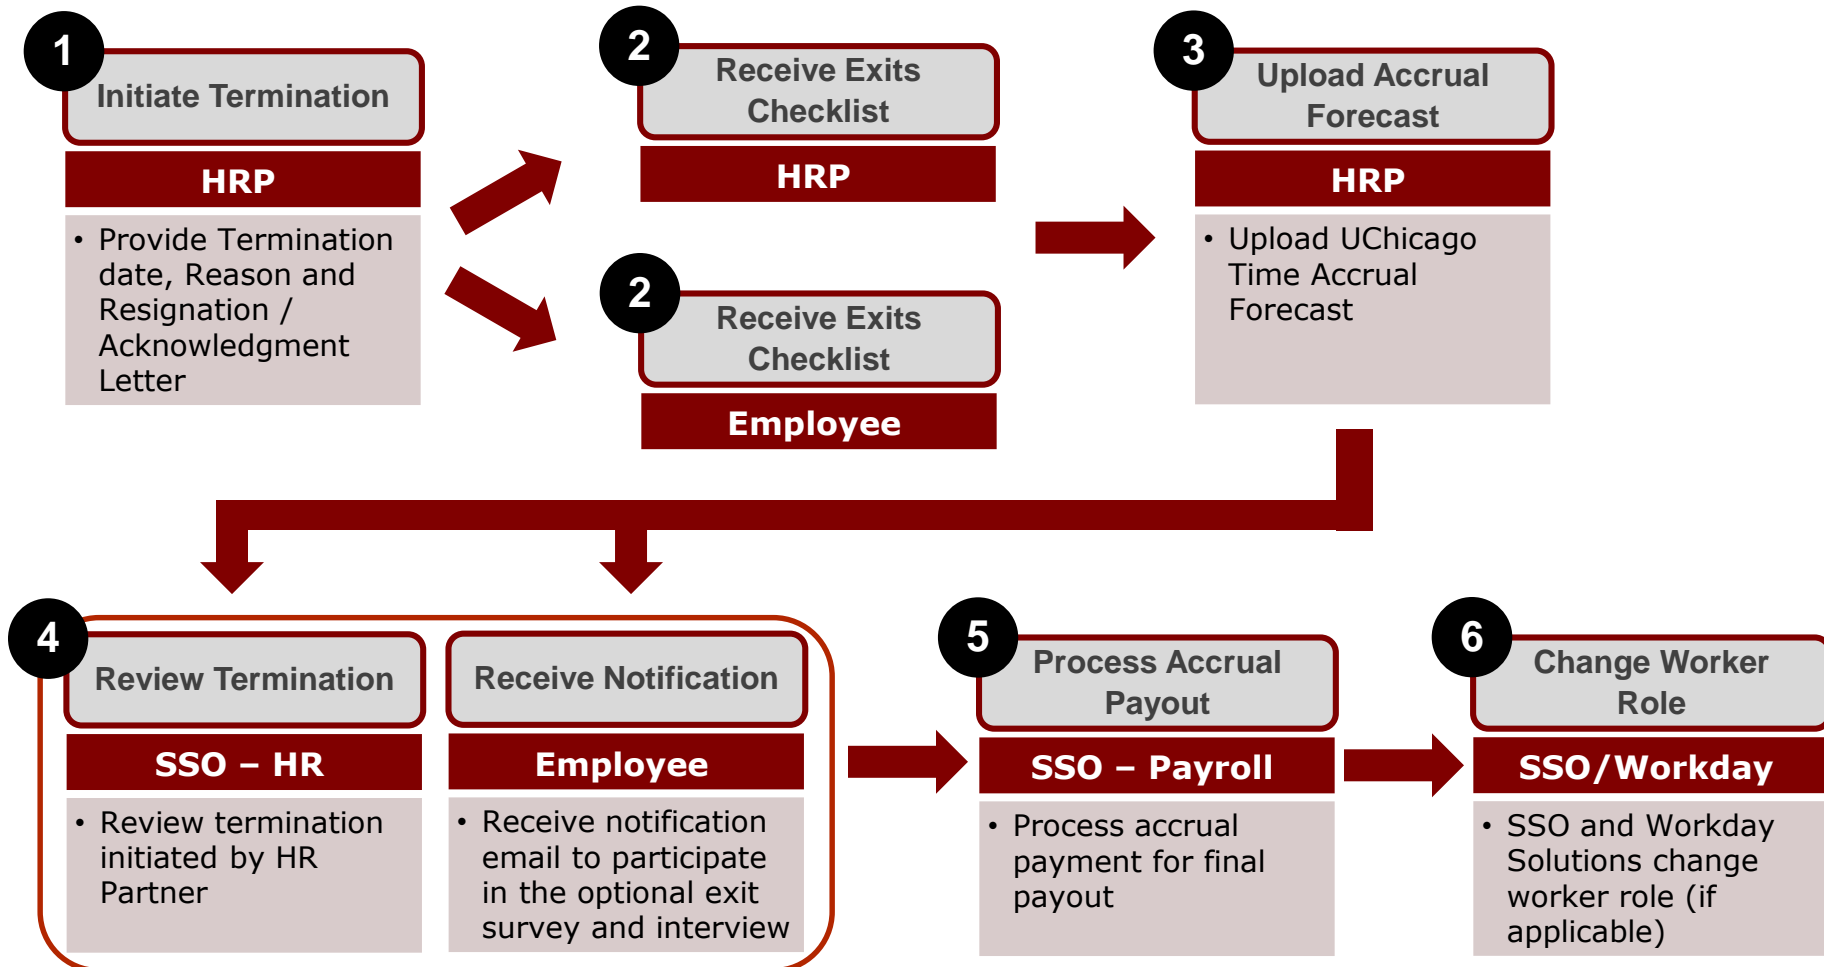 1
Initiate Termination
HRP
• Provide Termination
date, Reason and
Resignation /
Acknowledgment
Letter
2
Receive Exits
Checklist
HRP
2
Receive Exits
Checklist
Employee
3
Upload Accrual
Forecast
HRP
• Upload UChicago
Time Accrual
Forecast
4
Review Termination
SSO – HR
• Review termination
initiated by HR
Partner
Receive Notification
Employee
• Receive notification
email to participate
in the optional exit
survey and interview
5
Process Accrual
Payout
SSO – Payroll
• Process accrual
payment for final
payout
6
Change Worker
Role
SSO/Workday
• SSO and Workday
Solutions change
worker role (if
applicable)